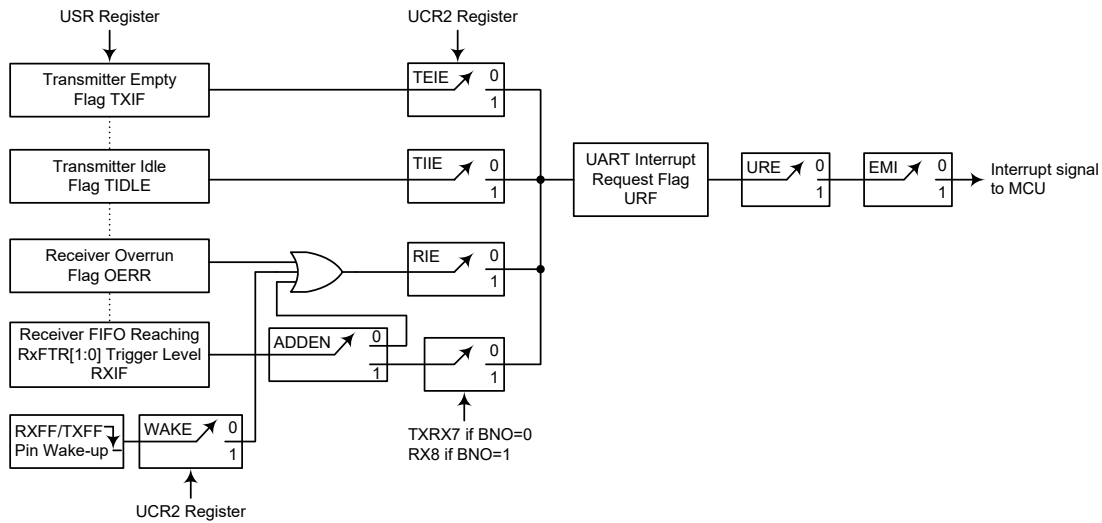 USR Register
UCR2 Register
Transmitter Empty
Flag TXIF
TEIE
0
1
Transmitter Idle
Flag TIDLE
TIIE
0
1
UART Interrupt
Request Flag
URF
URE
0
1
EMI
0
1
Interrupt signal
to MCU
Receiver Overrun
Flag OERR
RIE
0
1
Receiver FIFO Reaching
RxFTR[1:0] Trigger Level
RXIF
ADDEN
0
1
0
1
TXRX7 if BNO=0
RX8 if BNO=1
RXFF/TXFF
Pin Wake-up
WAKE
0
1
UCR2 Register